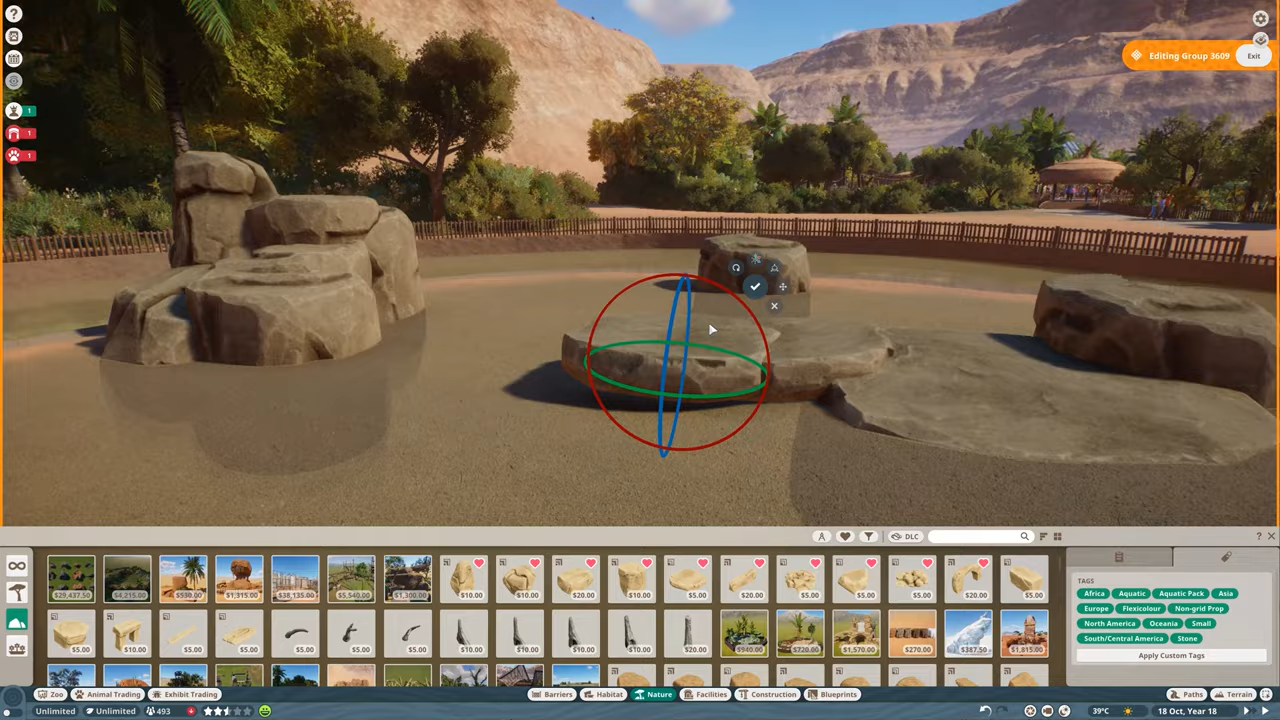 ?
1
1
1
Editing Group 3609
Exit
DLC
?
$29,437.50 $4,215.00 $930.00 $1,315.00 $38,135.00 $5,540.00 $1,300.00 $10.00 $10.00 $20.00 $10.00 $5.00 $20.00 $5.00 $5.00 $5.00 $20.00 $5.00
$5.00 $10.00 $5.00 $5.00 $5.00 $5.00 $5.00 $10.00 $10.00 $10.00 $10.00 $20.00 $940.00 $720.00 $1,570.00 $270.00 $387.50 $1,815.00
TAGS
Africa Aquatic Aquatic Pack Asia
Europe Flexicolour Non-grid Prop
North America Oceania Small
South/Central America Stone
Apply Custom Tags
Zoo Animal Trading Exhibit Trading Barriers Habitat Nature Facilities Construction Blueprints Paths Terrain
Unlimited Unlimited 493 39°C 18 Oct, Year 18